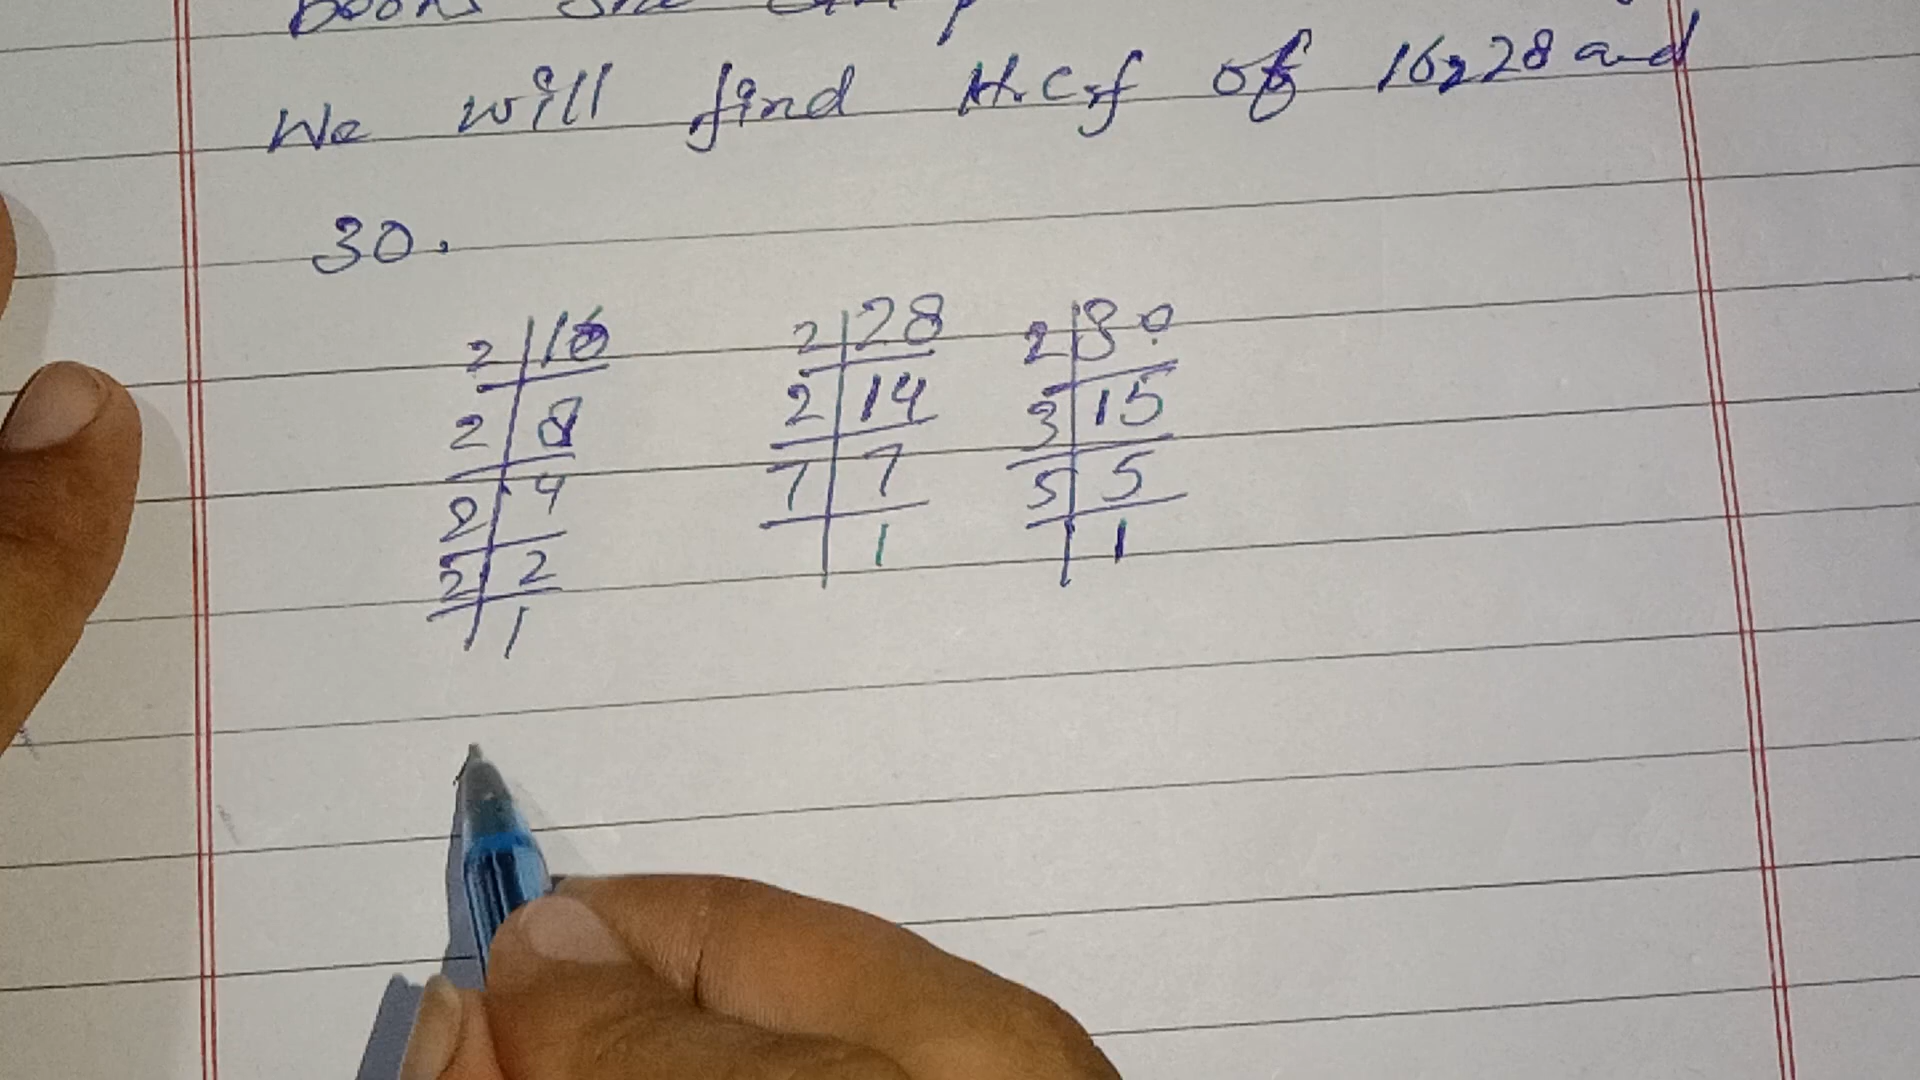 We will find H.C.f of 16, 28 and
30.
2 | 16 2 | 28 2 | 30
2 | 8 2 | 14 3 | 15
2 | 4 7 | 7 5 | 5
2 | 2 | 1 | 1
| 1